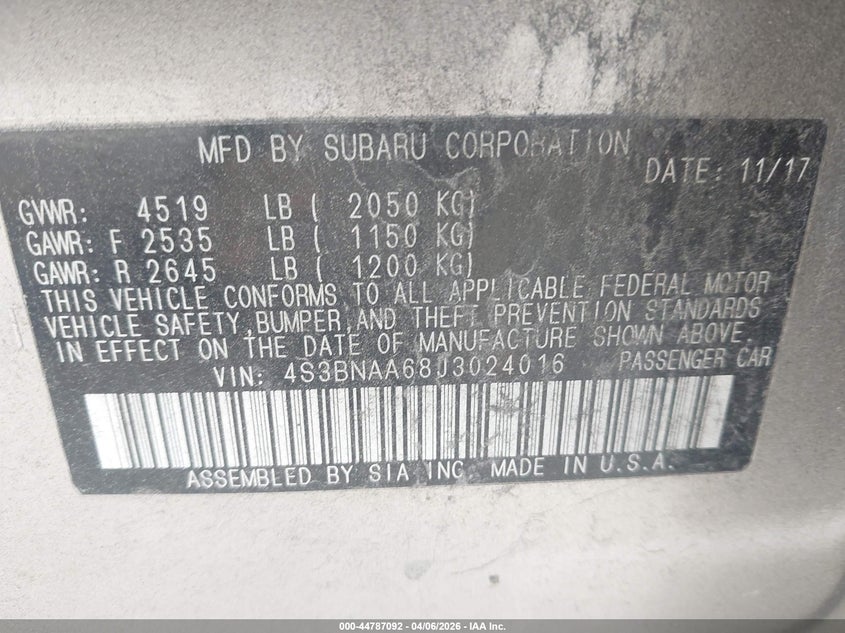 MFD BY SUBARU CORPORATION
DATE: 11/17
GVWR: 4519 LB ( 2050 KG)
GAWR: F 2535 LB ( 1150 KG)
GAWR: R 2645 LB ( 1200 KG)
THIS VEHICLE CONFORMS TO ALL APPLICABLE FEDERAL MOTOR
VEHICLE SAFETY, BUMPER, AND THEFT PREVENTION STANDARDS
IN EFFECT ON THE DATE OF MANUFACTURE SHOWN ABOVE.
VIN: 4S3BNAA68J3024016 PASSENGER CAR
ASSEMBLED BY SIA INC. MADE IN U.S.A.
000-44787092 - 04/06/2026 - IAA Inc.